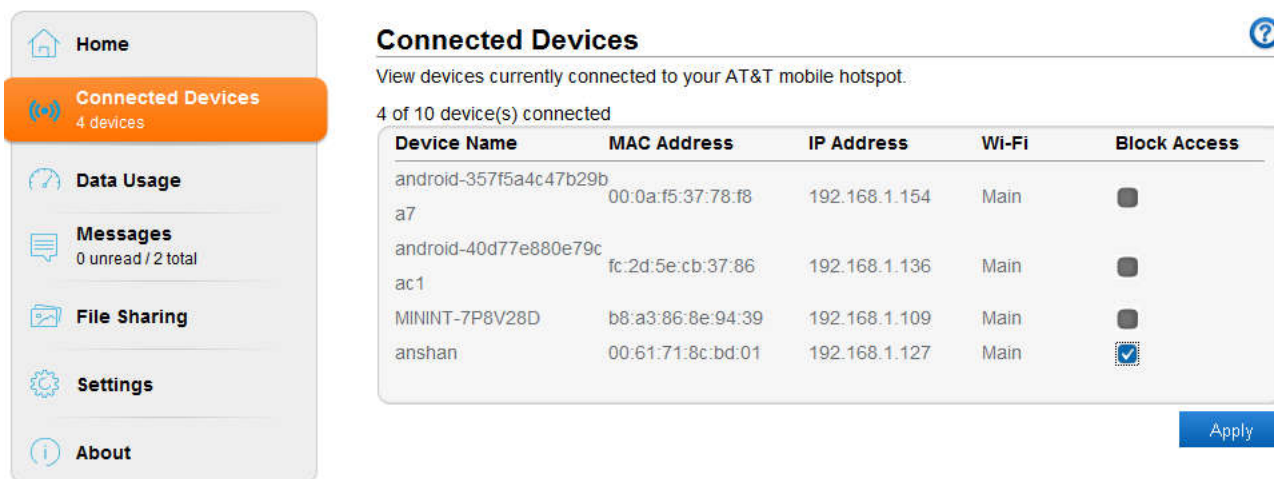 Home
Connected Devices
4 devices
Data Usage
Messages
0 unread / 2 total
File Sharing
Settings
About
Connected Devices
?
View devices currently connected to your AT&T mobile hotspot.
4 of 10 device(s) connected
Device Name MAC Address IP Address Wi-Fi Block Access
android-357f5a4c47b29b
a7 00:0a:f5:37:78:f8 192.168.1.154 Main
android-40d77e880e79c
ac1 fc:2d:5e:cb:37:86 192.168.1.136 Main
MININT-7P8V28D b8:a3:86:8e:94:39 192.168.1.109 Main
anshan 00:61:71:8c:bd:01 192.168.1.127 Main
Apply